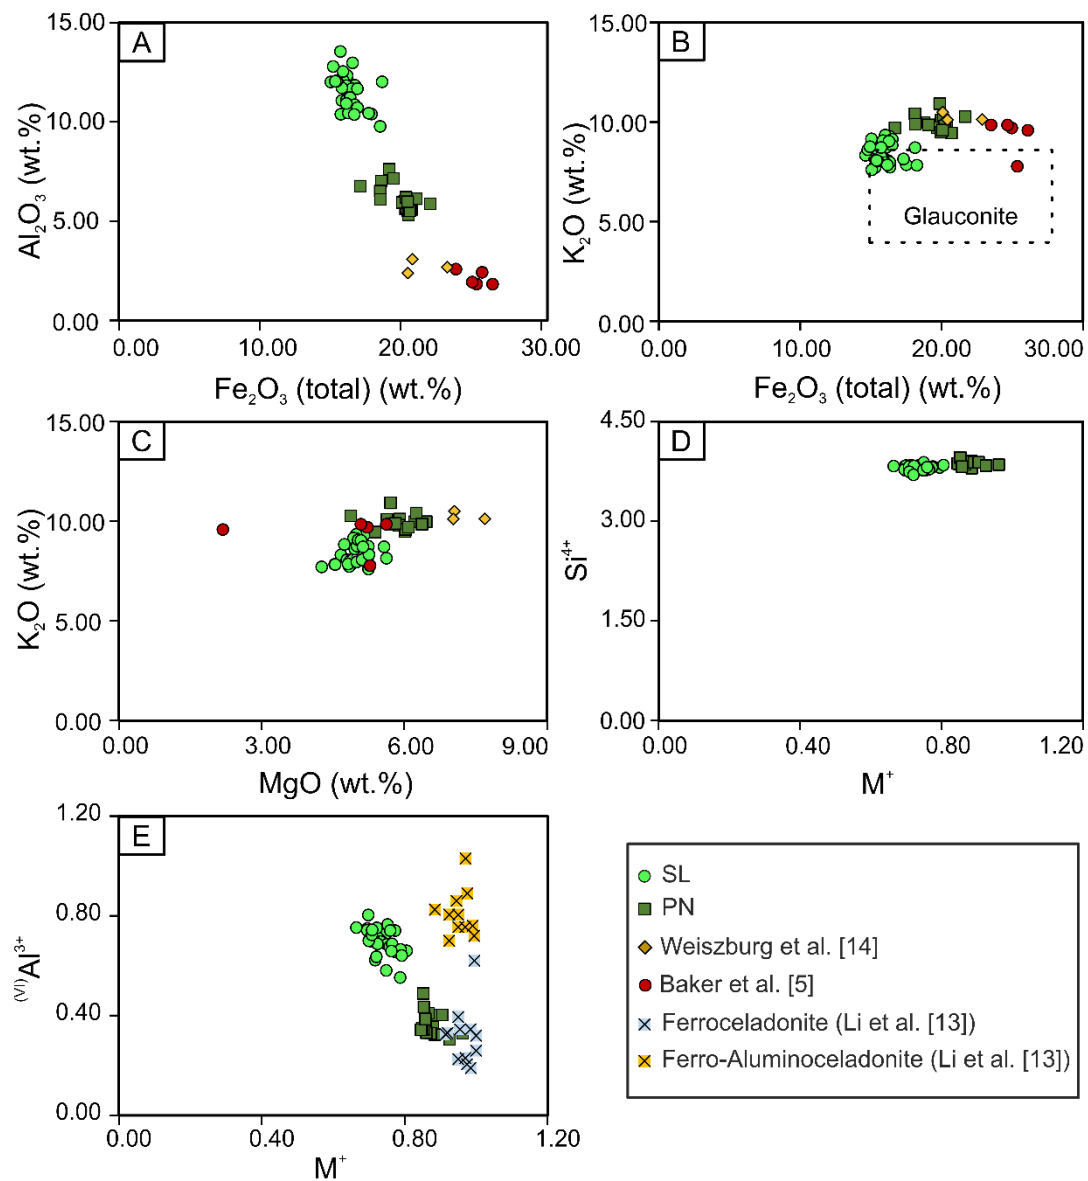 A
15.00
10.00
5.00
0.00
Al₂O₃ (wt.%)
0.00 10.00 20.00 30.00
Fe₂O₃ (total) (wt.%)
B
15.00
10.00
5.00
0.00
K₂O (wt.%)
Glauconite
0.00 10.00 20.00 30.00
Fe₂O₃ (total) (wt.%)
C
15.00
10.00
5.00
0.00
K₂O (wt.%)
0.00 3.00 6.00 9.00
MgO (wt.%)
D
4.50
3.00
1.50
0.00
Si⁴⁺
0.00 0.40 0.80 1.20
M⁺
E
1.20
0.80
0.40
0.00
⁽ⱽᴵ⁾Al³⁺
0.00 0.40 0.80 1.20
M⁺
SL
PN
Weiszburg et al. [14]
Baker et al. [5]
Ferroceladonite (Li et al. [13])
Ferro-Aluminoceladonite (Li et al. [13])